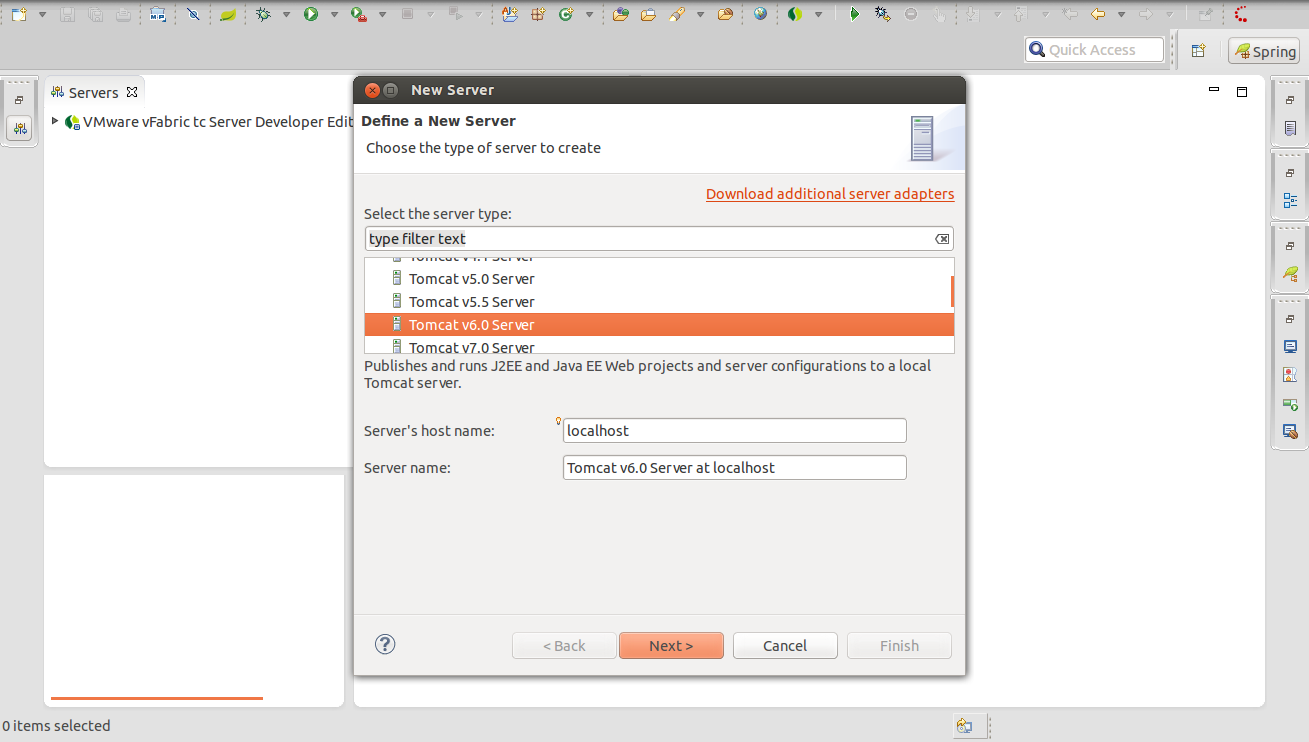 Quick Access
Spring
Servers
VMware vFabric tc Server Developer Edit
New Server
Define a New Server
Choose the type of server to create
Download additional server adapters
Select the server type:
type filter text
Tomcat v4.1 Server
Tomcat v5.0 Server
Tomcat v5.5 Server
Tomcat v6.0 Server
Tomcat v7.0 Server
Publishes and runs J2EE and Java EE Web projects and server configurations to a local
Tomcat server.
Server's host name:
localhost
Server name:
Tomcat v6.0 Server at localhost
< Back
Next >
Cancel
Finish
0 items selected